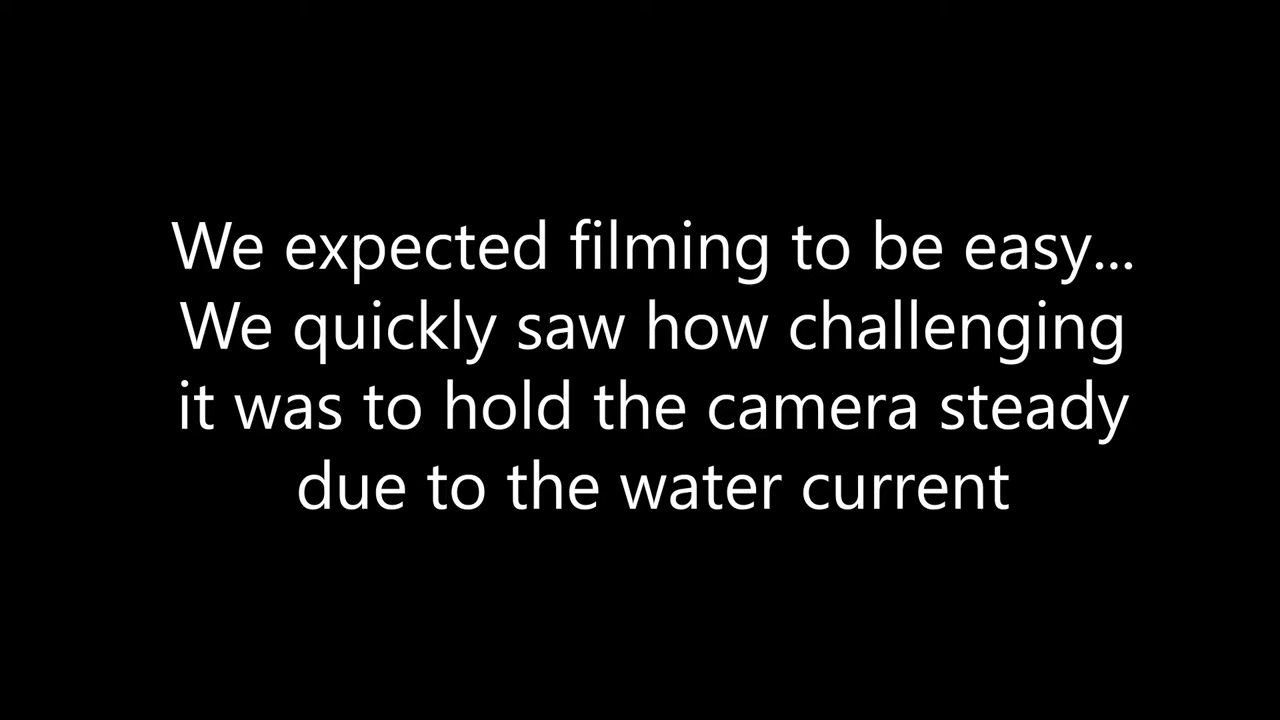 We expected filming to be easy...
We quickly saw how challenging
it was to hold the camera steady
due to the water current